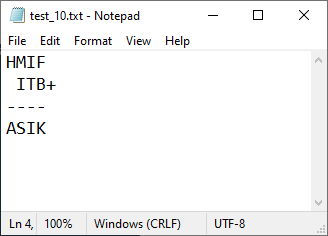 test_10.txt - Notepad
File Edit Format View Help
HMIF
 ITB+
----
ASIK
Ln 4, 100% Windows (CRLF) UTF-8